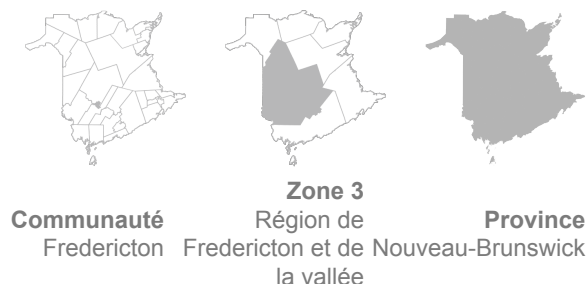 Communauté
Fredericton
Zone 3
Région de
Fredericton et de
la vallée
Province
Nouveau-Brunswick